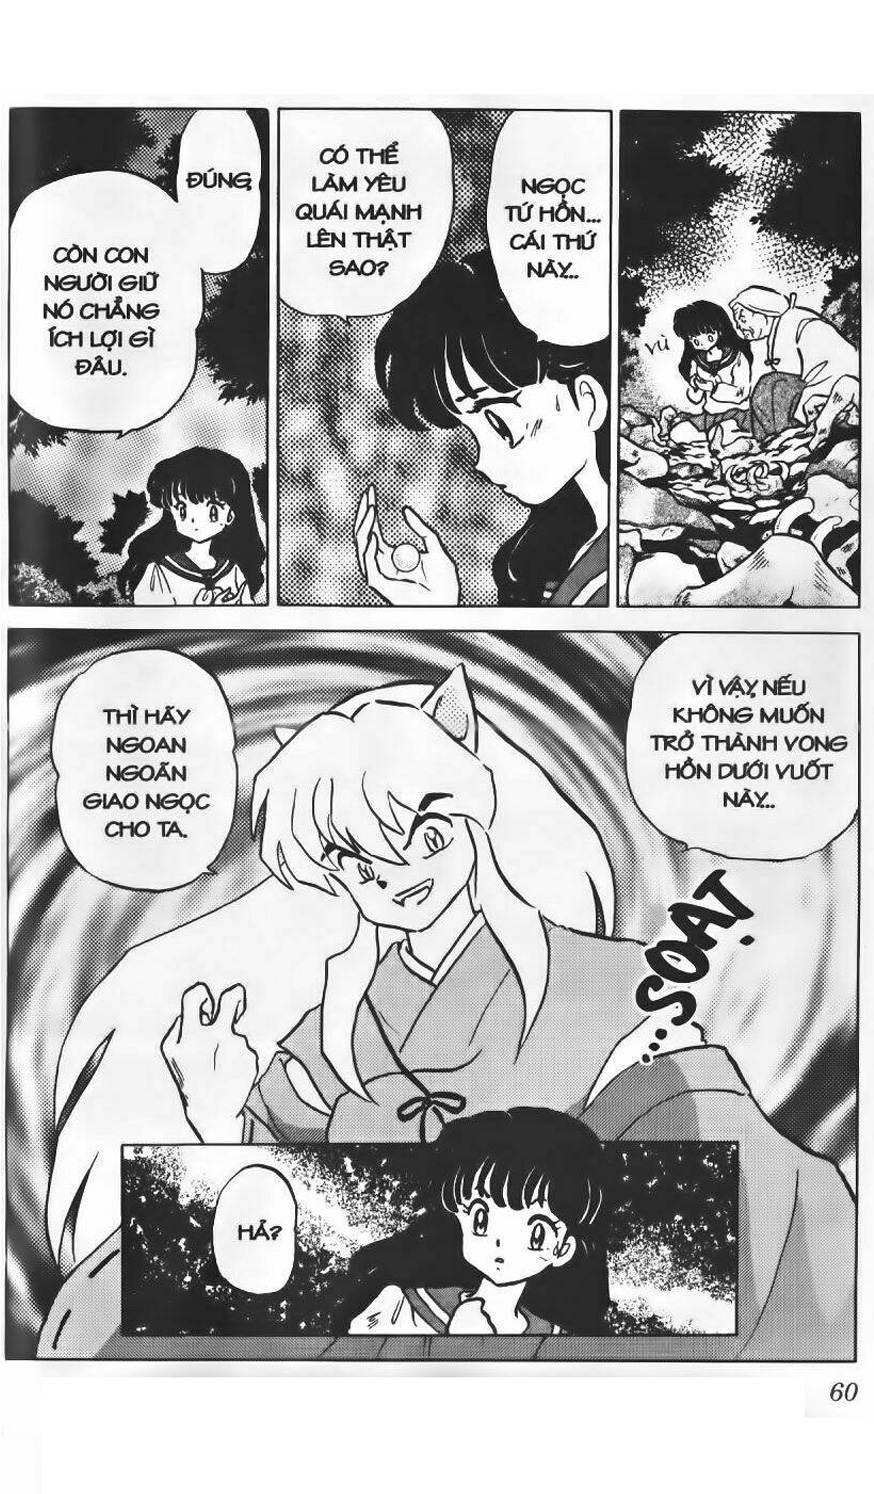 VÙ
NGỌC
TỨ HỒN...
CÁI THỨ
NÀY...
CÓ THỂ
LÀM YÊU
QUÁI MẠNH
LÊN THẬT
SAO?
ĐÚNG,
CÒN CON
NGƯỜI GIỮ
NÓ CHẲNG
ÍCH LỢI GÌ
ĐÂU.
VÌ VẬY, NẾU
KHÔNG MUỐN
TRỞ THÀNH VONG
HỒN DƯỚI VUỐT
NÀY...
THÌ HÃY
NGOAN
NGOÃN
GIAO NGỌC
CHO TA.
...SOẠT
HẢ?
60